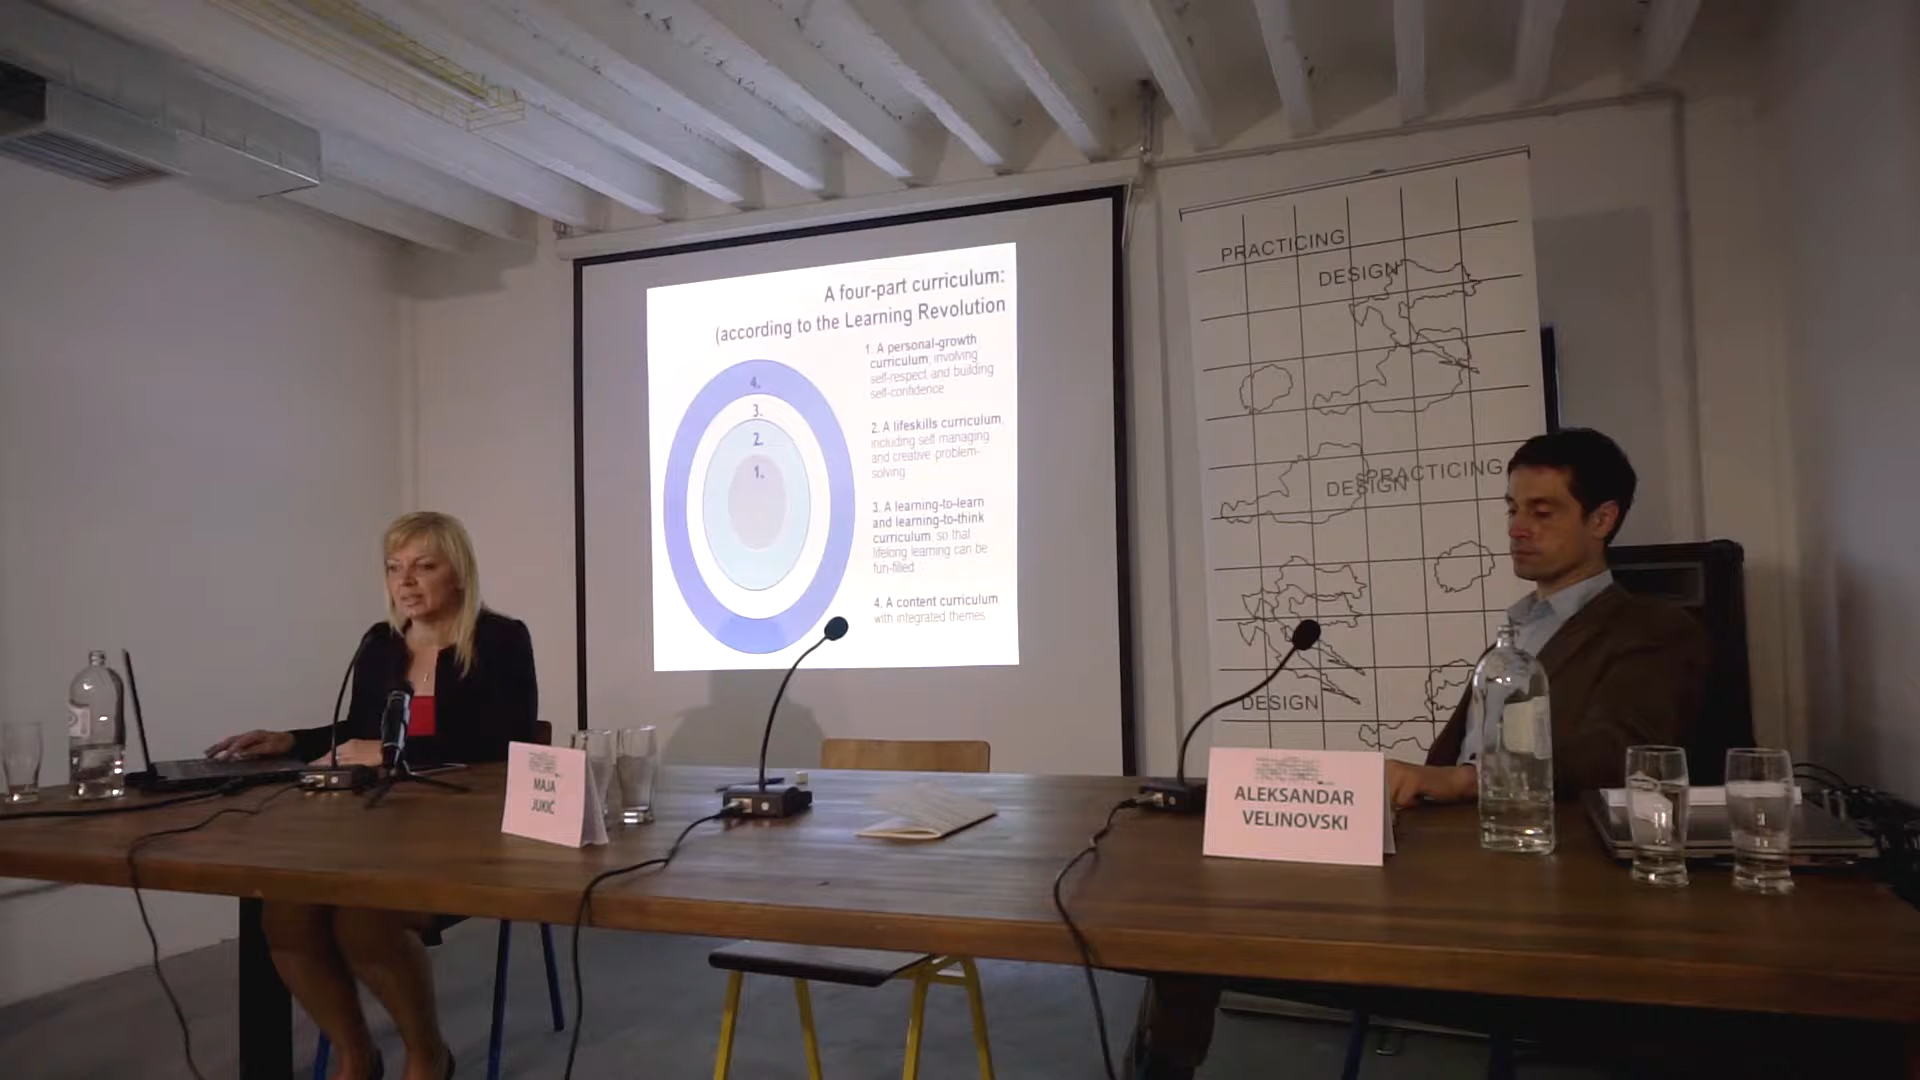 A four-part curriculum:
(according to the Learning Revolution
1. A personal-growth
curriculum, involving
self-respect and building
self-confidence
2. A lifeskills curriculum,
including self managing
and creative problem-
solving
3. A learning-to-learn
and learning-to-think
curriculum, so that
lifelong learning can be
fun-filled
4. A content curriculum
with integrated themes
4.
3.
2.
1.
PRACTICING
DESIGN
PRACTICING
DESIGN
DESIGN
MAJA
JUKIĆ
ALEKSANDAR
VELINOVSKI